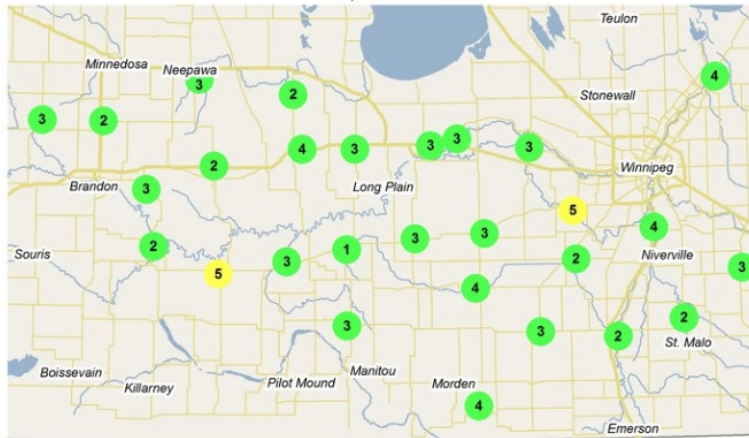 Teulon
Minnedosa
Neepawa
4
3
2
Stonewall
3
2
3
3
4
3
3
2
Winnipeg
Brandon
3
Long Plain
5
4
3
3
2
1
Souris
2
Niverville
3
3
5
4
2
3
3
St. Malo
2
Boissevain
Manitou
Killarney
Pilot Mound
Morden
4
Emerson